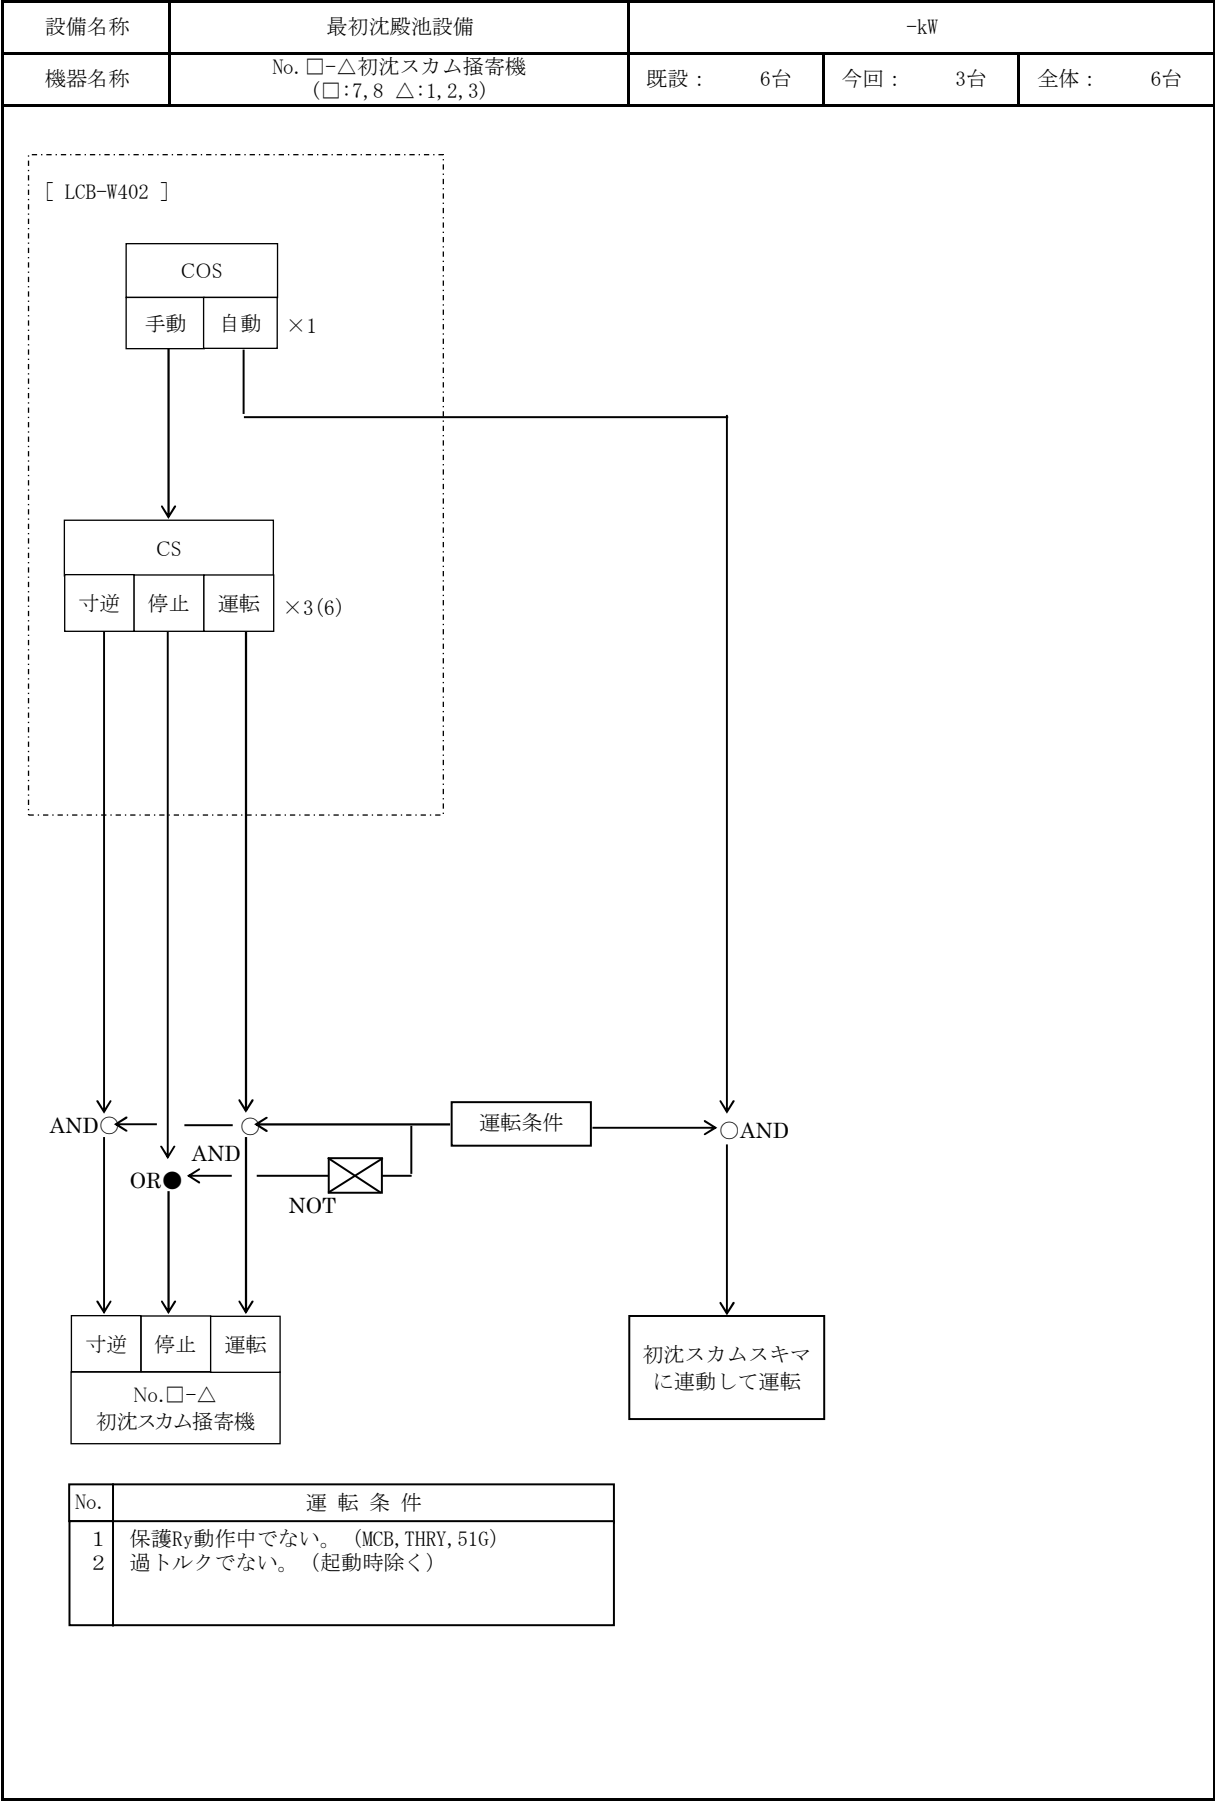 設備名称
最初沈殿池設備
-kW
機器名称
No.□-△初沈スカム掻寄機
(□:7,8 △:1,2,3)
既設： 6台
今回： 3台
全体： 6台
[ LCB-W402 ]
COS
手動
自動
×1
CS
寸逆
停止
運転
×3(6)
AND
AND
運転条件
AND
OR
NOT
寸逆
停止
運転
No.□-△
初沈スカム掻寄機
初沈スカムスキマ
に連動して運転
No.
運 転 条 件
1 保護Ry動作中でない。（MCB,THRY,51G）
2 過トルクでない。（起動時除く）